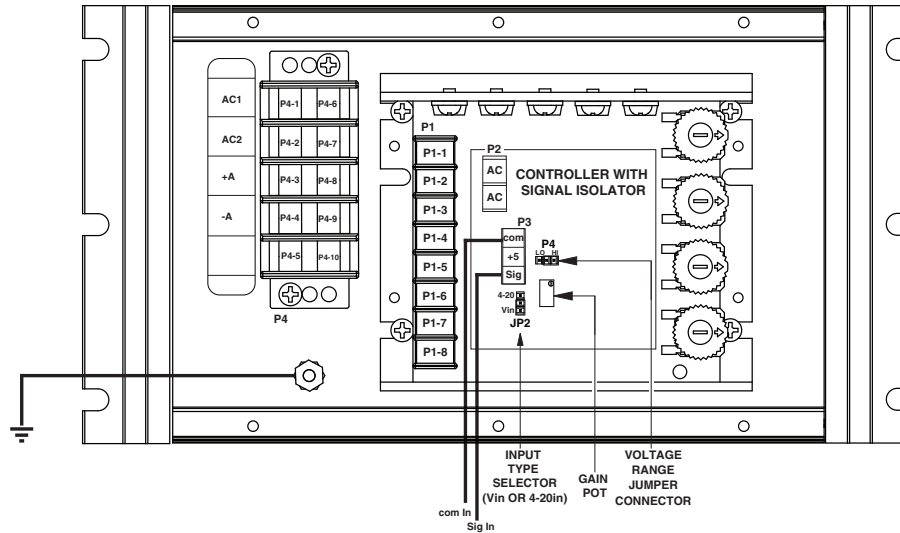 AC1
AC2
+A
-A
P4-1 P4-6
P4-2 P4-7
P4-3 P4-8
P4-4 P4-9
P4-5 P4-10
P4
P1
P1-1
P1-2
P1-3
P1-4
P1-5
P1-6
P1-7
P1-8
P2
AC
AC
CONTROLLER WITH
SIGNAL ISOLATOR
P3
com
+5
Sig
P4
LO HI
4-20
Vin
JP2
INPUT
TYPE
SELECTOR
(Vin OR 4-20in)
GAIN
POT
VOLTAGE
RANGE
JUMPER
CONNECTOR
com In
Sig In